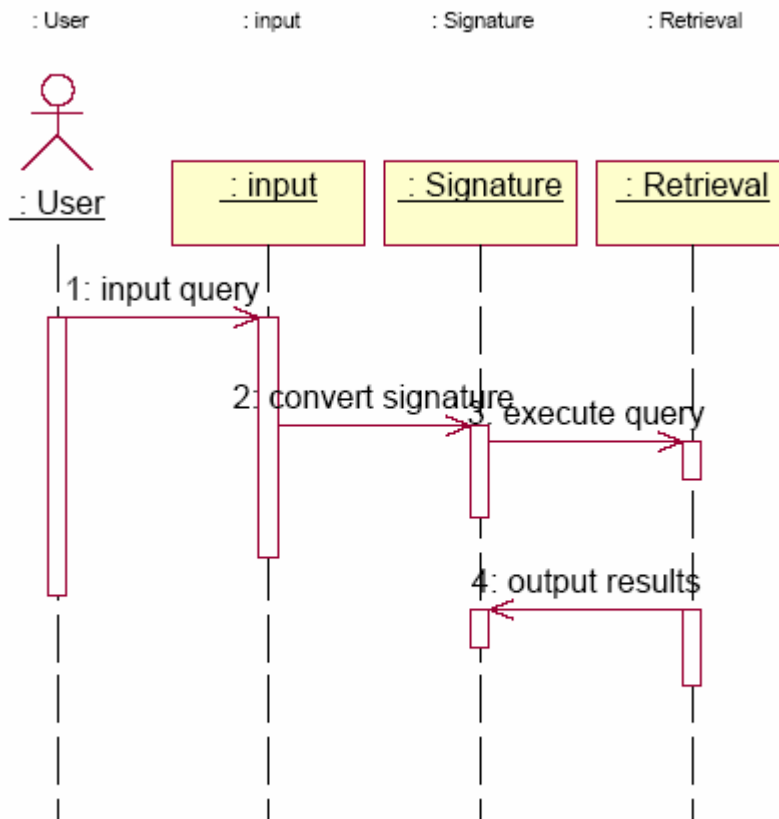 : User
: input
: Signature
: Retrieval
: User
: input
: Signature
: Retrieval
1: input query
2: convert signature
3: execute query
4: output results